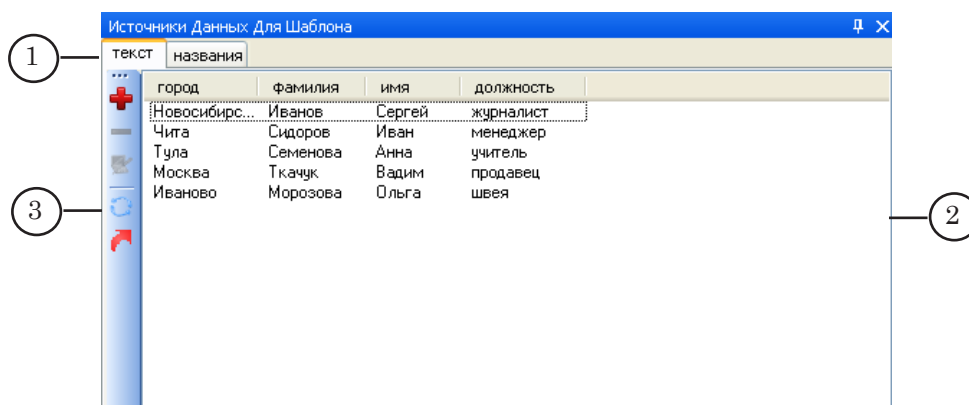 Источники Данных Для Шаблона
1
текст названия
город фамилия имя должность
Новосибирс... Иванов Сергей журналист
Чита Сидоров Иван менеджер
Тула Семенова Анна учитель
Москва Ткачук Вадим продавец
Иваново Морозова Ольга швея
3
2